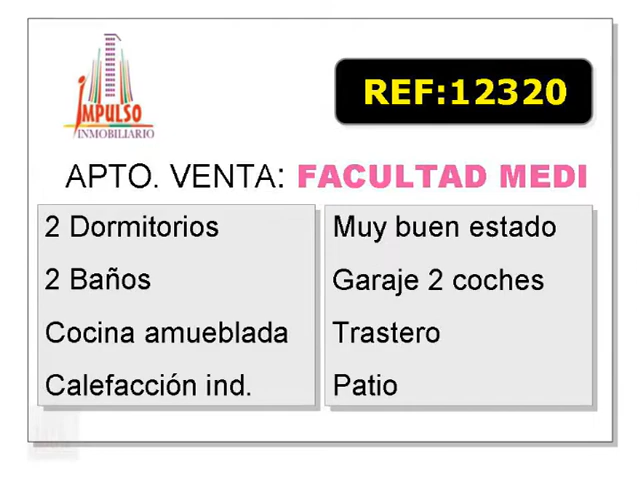 IMPULSO
INMOBILIARIO
REF:12320
APTO. VENTA: FACULTAD MEDI
2 Dormitorios
2 Baños
Cocina amueblada
Calefacción ind.
Muy buen estado
Garaje 2 coches
Trastero
Patio